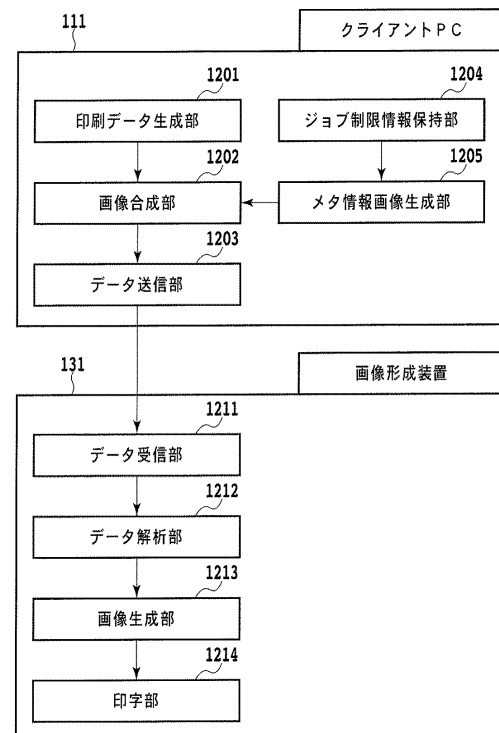 111
クライアントPC
1201
印刷データ生成部
1204
ジョブ制限情報保持部
1202
画像合成部
1205
メタ情報画像生成部
1203
データ送信部
131
画像形成装置
1211
データ受信部
1212
データ解析部
1213
画像生成部
1214
印字部